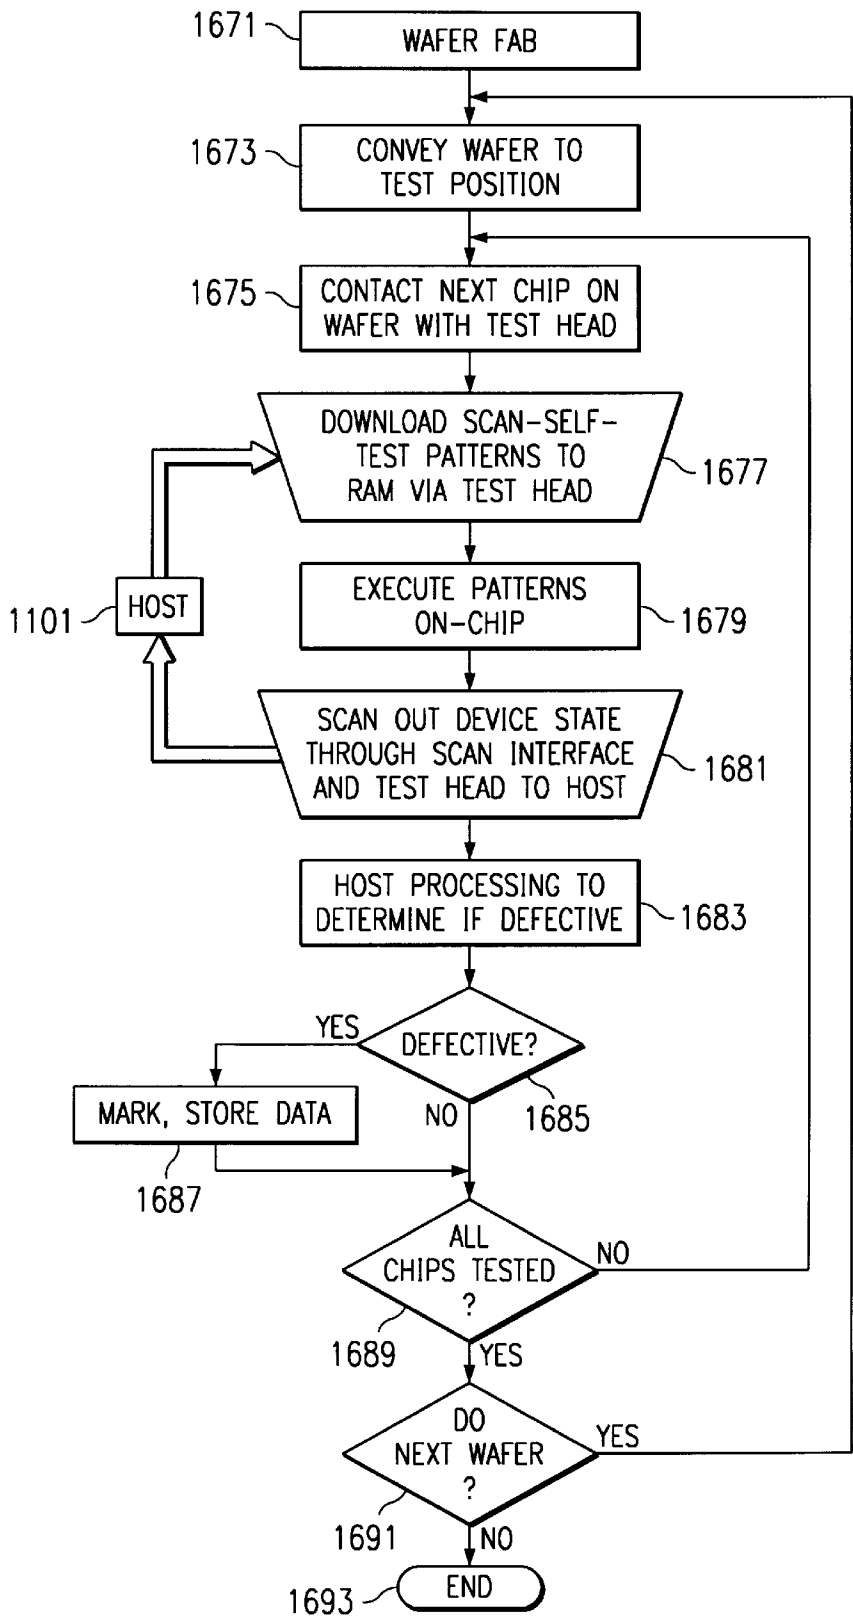 1671
WAFER FAB
1673
CONVEY WAFER TO
TEST POSITION
1675
CONTACT NEXT CHIP ON
WAFER WITH TEST HEAD
DOWNLOAD SCAN-SELF-
TEST PATTERNS TO
RAM VIA TEST HEAD
1677
1101
HOST
EXECUTE PATTERNS
ON-CHIP
1679
SCAN OUT DEVICE STATE
THROUGH SCAN INTERFACE
AND TEST HEAD TO HOST
1681
HOST PROCESSING TO
DETERMINE IF DEFECTIVE
1683
YES
DEFECTIVE?
1685
NO
MARK, STORE DATA
1687
ALL
CHIPS TESTED
?
NO
1689
YES
DO
NEXT WAFER
?
YES
1691
NO
1693
END